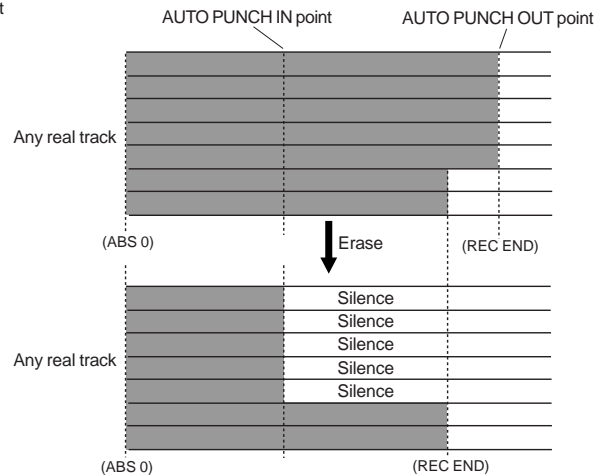 t
AUTO PUNCH IN point
AUTO PUNCH OUT point
Any real track
(ABS 0)
Erase
(REC END)
Silence
Silence
Silence
Silence
Silence
Any real track
(ABS 0)
(REC END)